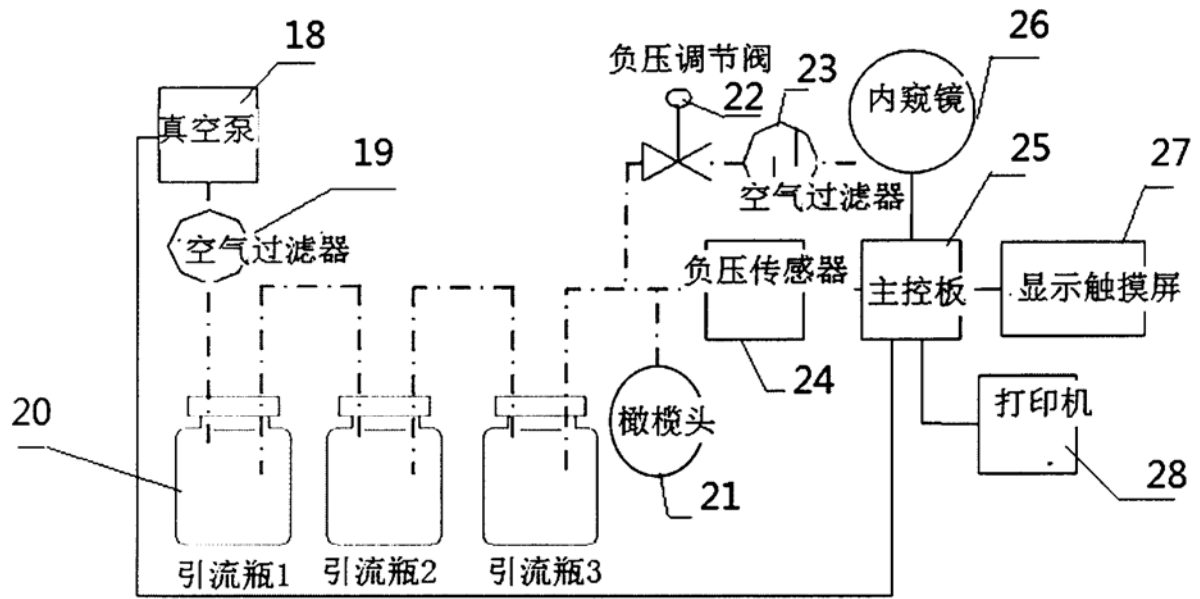 18
真空泵
19
空气过滤器
负压调节阀
22
23
空气过滤器
内窥镜
26
25
27
负压传感器
主控板
显示触摸屏
24
20
橄榄头
21
打印机
28
引流瓶1
引流瓶2
引流瓶3